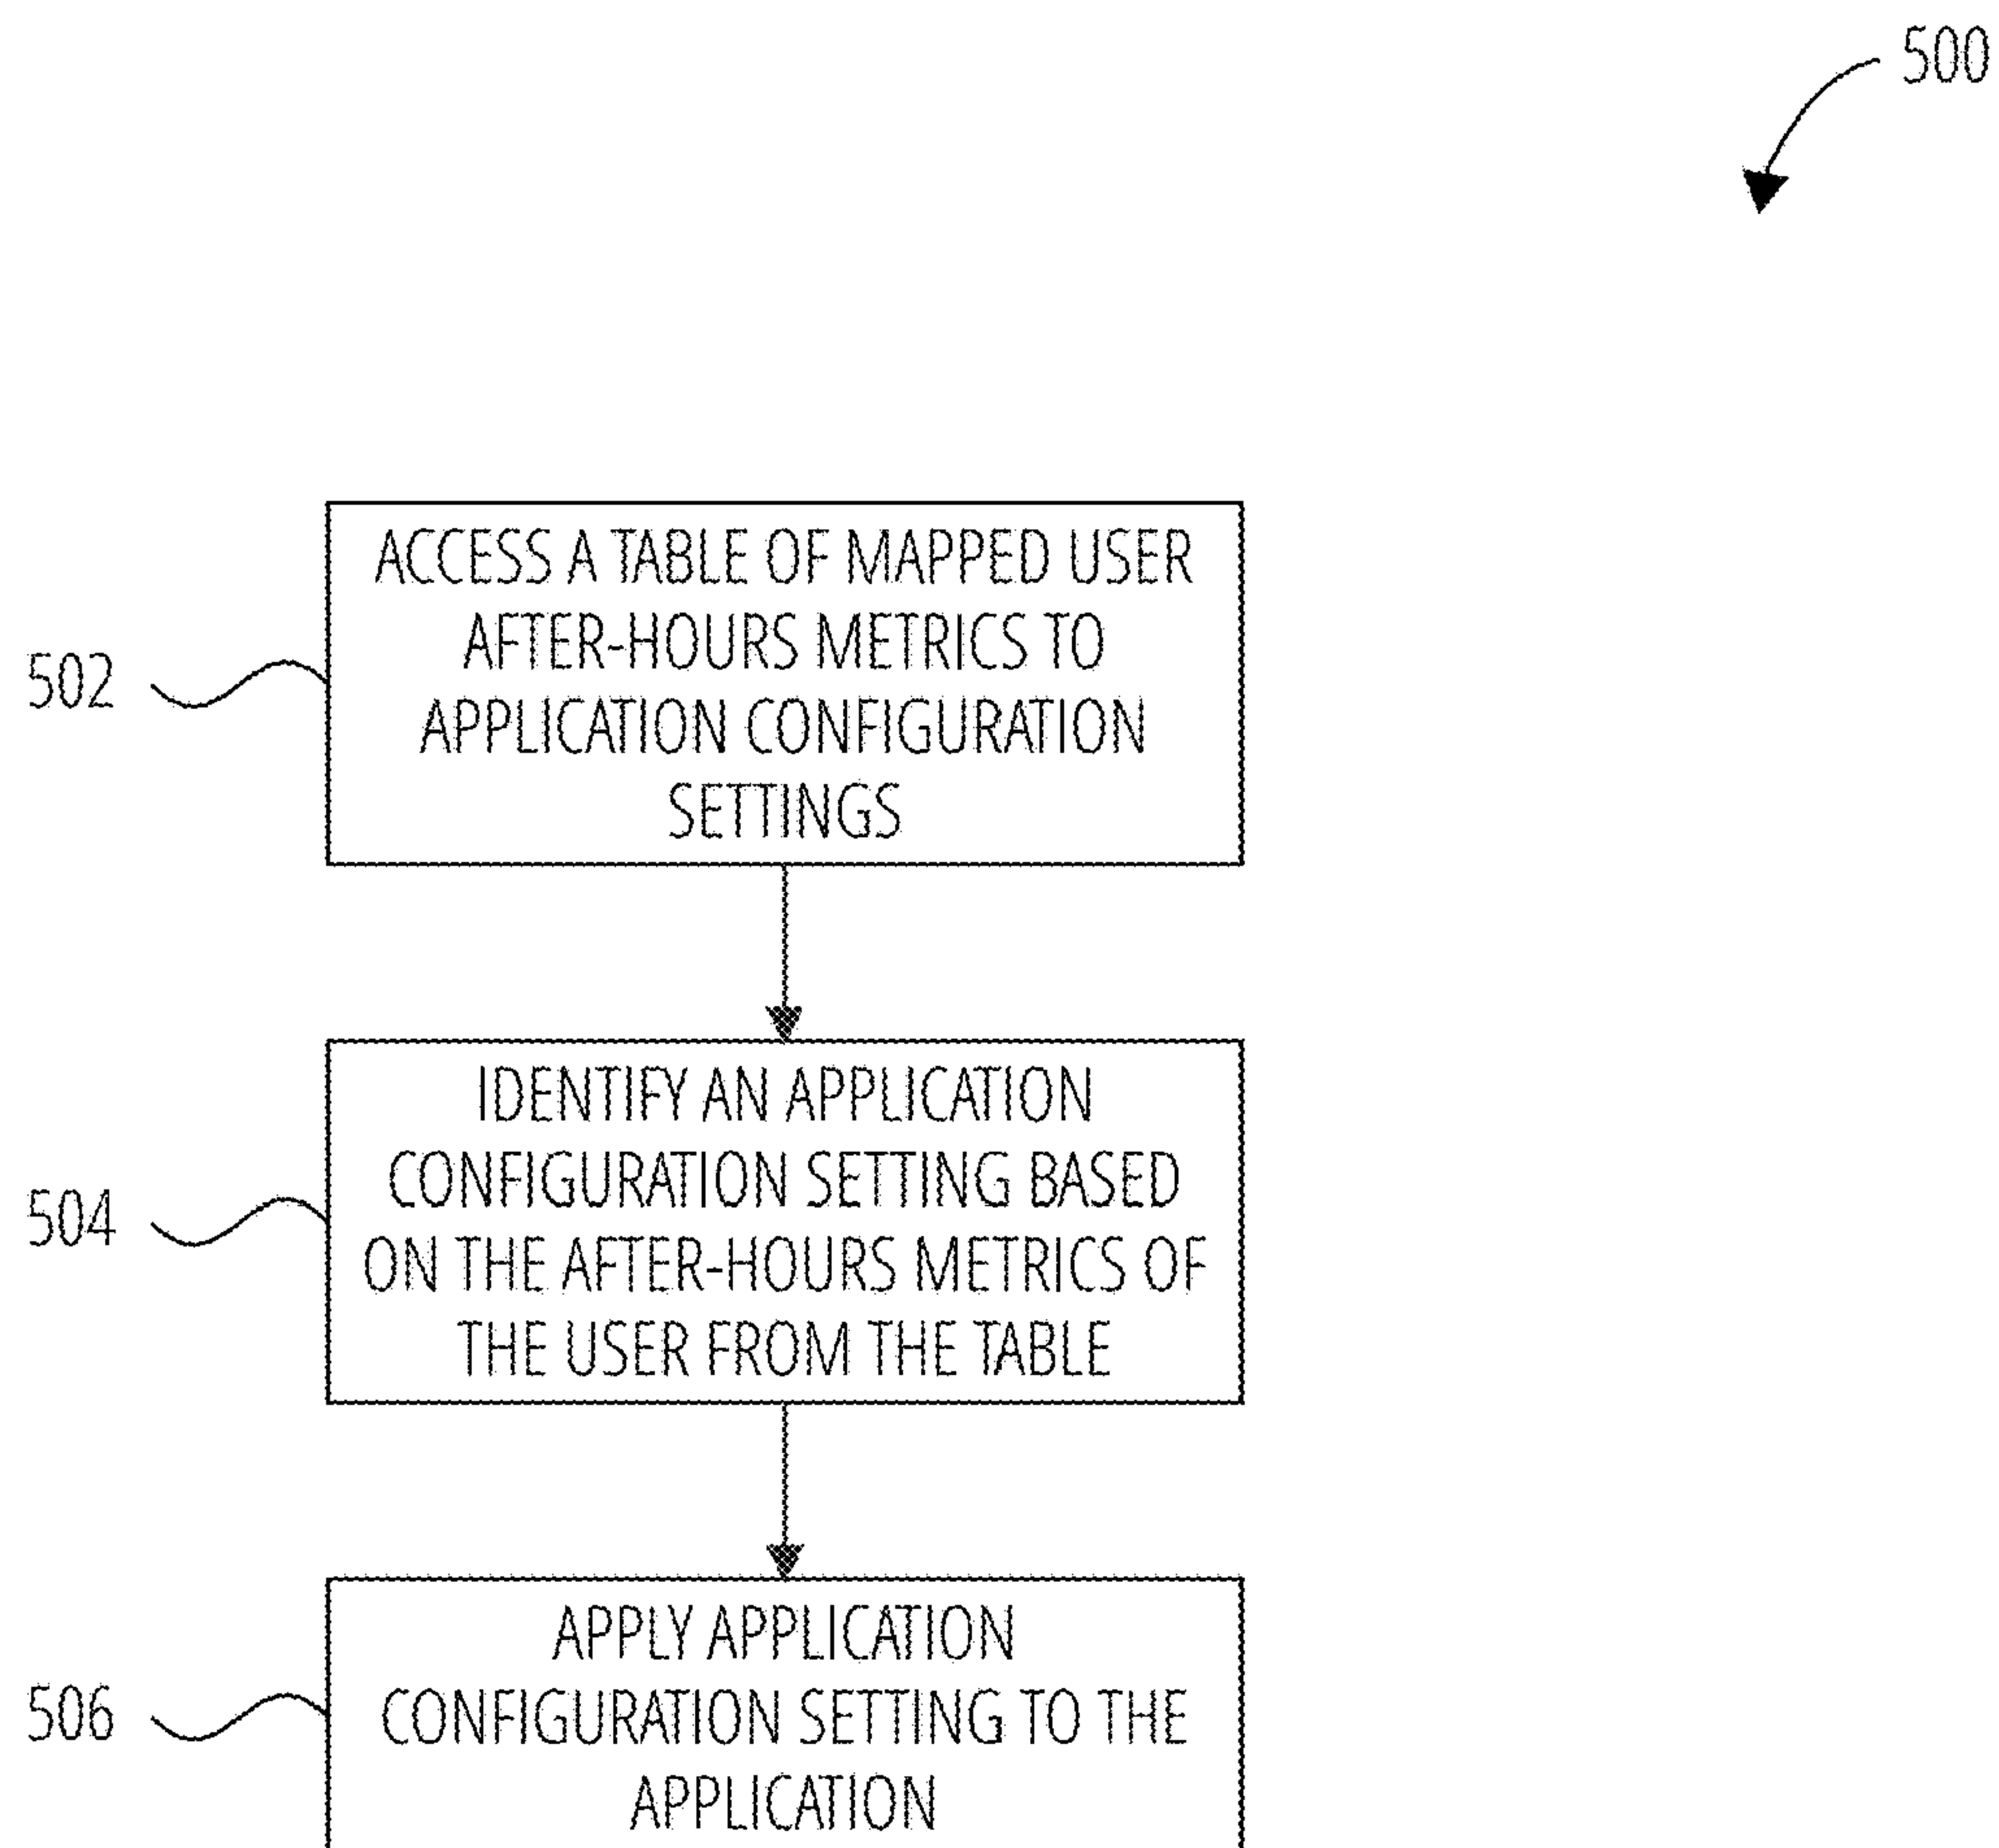 500
ACCESS A TABLE OF MAPPED USER
AFTER-HOURS METRICS TO
APPLICATION CONFIGURATION
SETTINGS
502
IDENTIFY AN APPLICATION
CONFIGURATION SETTING BASED
ON THE AFTER-HOURS METRICS OF
THE USER FROM THE TABLE
504
APPLY APPLICATION
CONFIGURATION SETTING TO THE
APPLICATION
506